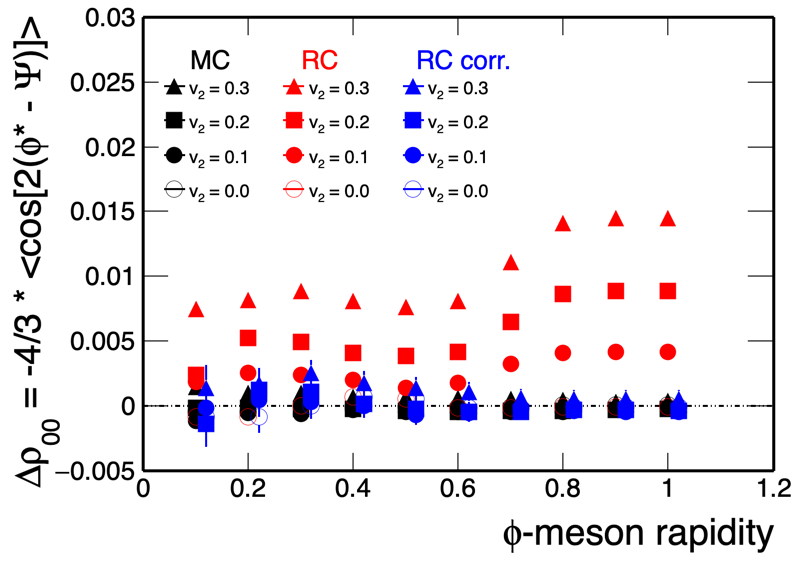 0.03
0.025
0.02
0.015
0.01
0.005
0
−0.005
Δρ00 = -4/3 * <cos[2(ϕ* - Ψ)]>
MC RC RC corr.
v2 = 0.3 v2 = 0.3 v2 = 0.3
v2 = 0.2 v2 = 0.2 v2 = 0.2
v2 = 0.1 v2 = 0.1 v2 = 0.1
v2 = 0.0 v2 = 0.0 v2 = 0.0
0 0.2 0.4 0.6 0.8 1 1.2
ϕ-meson rapidity